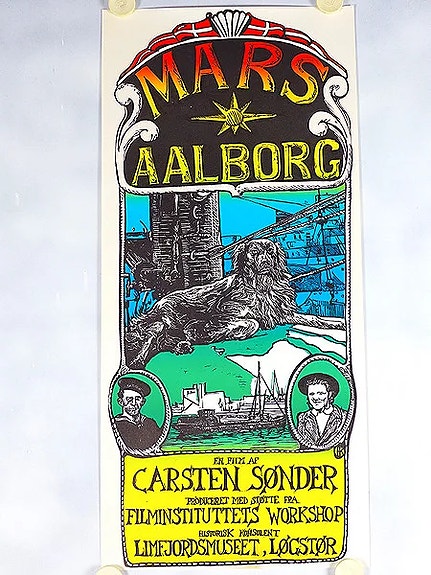 MARS
AALBORG
EN FILM AF
CARSTEN SØNDER
PRODUCERET MED STØTTE FRA
FILMINSTITUTTETS WORKSHOP
HISTORISK KONSULENT
LIMFJORDSMUSEET, LØGSTØR